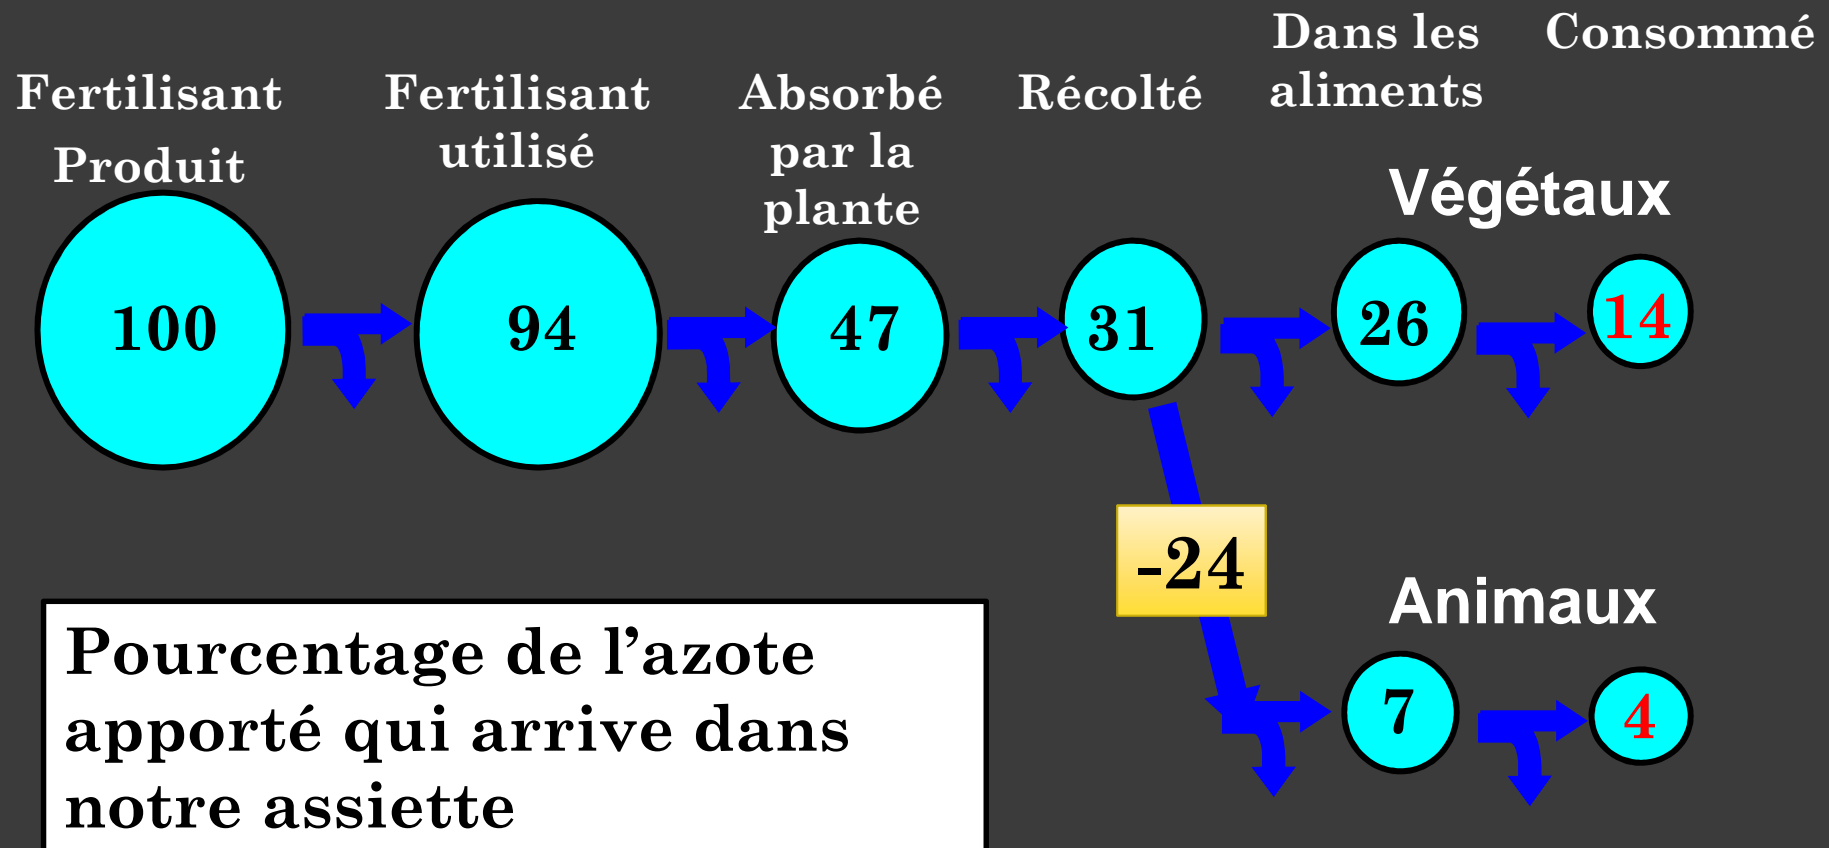 Fertilisant
Produit
Fertilisant
utilisé
Absorbé
par la
plante
Récolté
Dans les
aliments
Consommé
Végétaux
100
94
47
31
26
14
-24
Animaux
7
4
Pourcentage de l’azote
apporté qui arrive dans
notre assiette